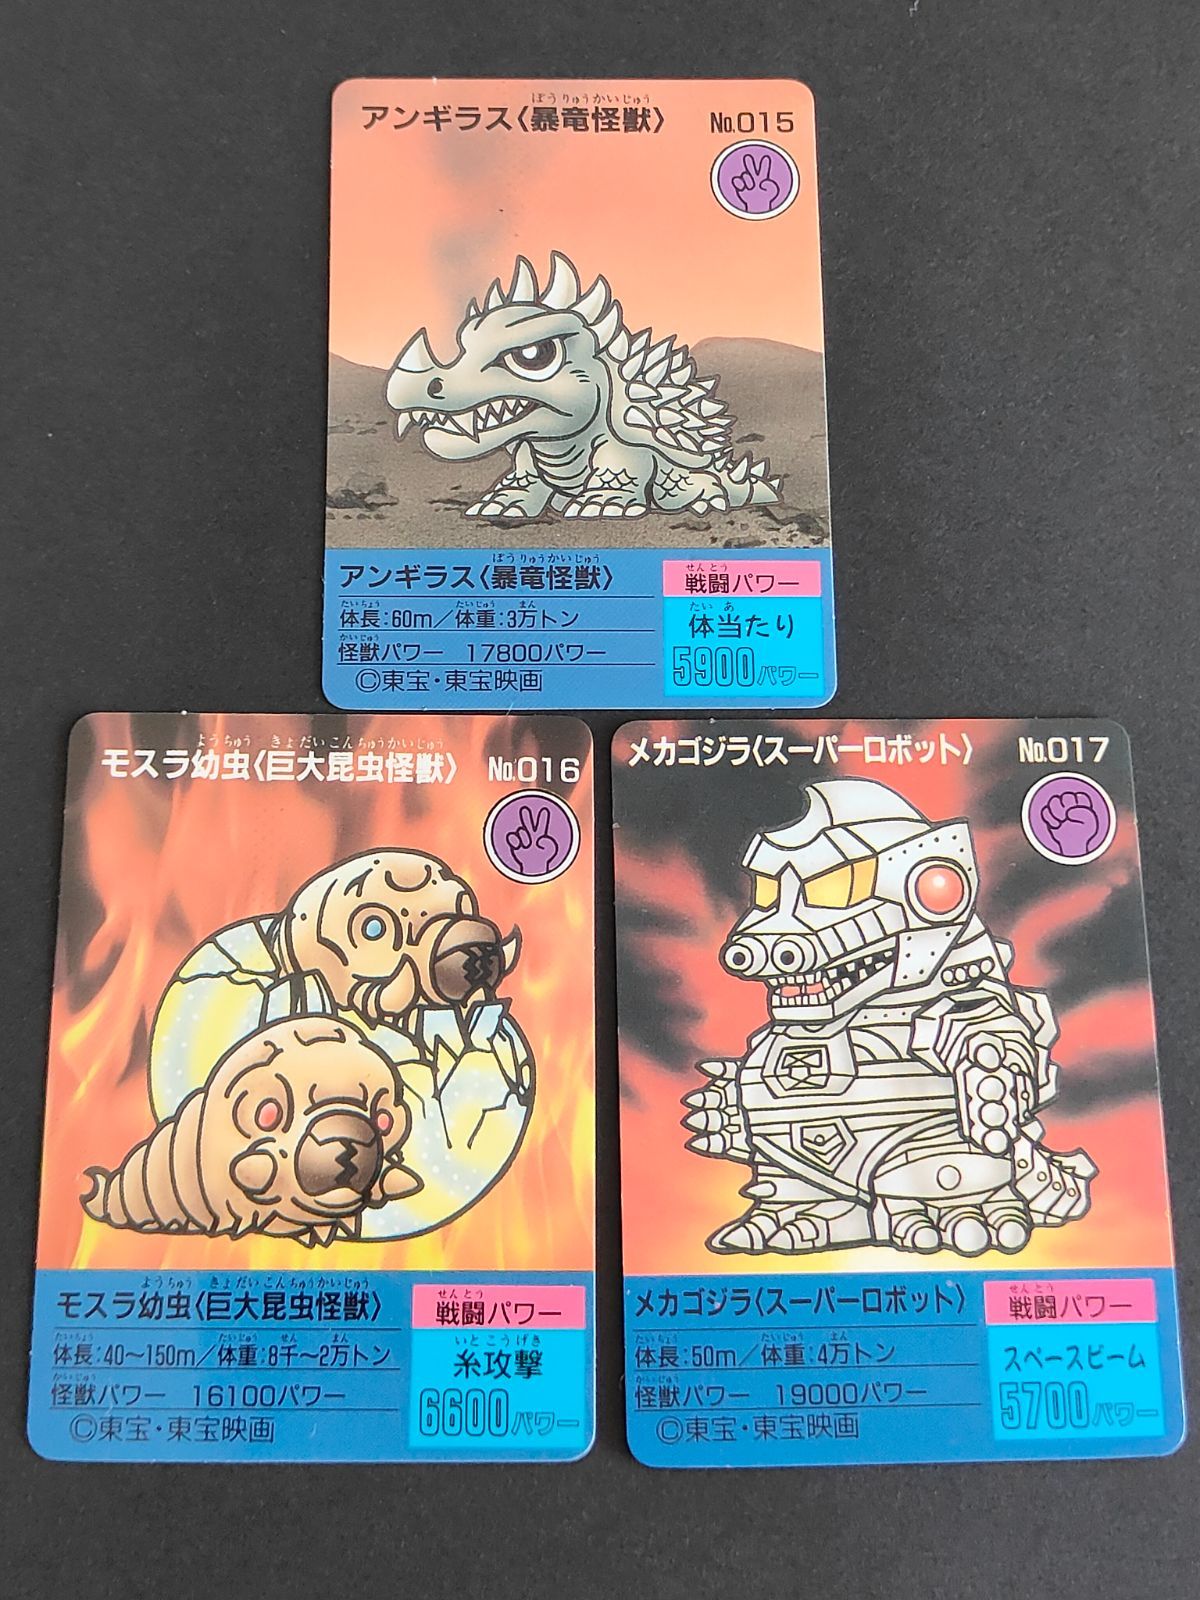 ぼうりゅうかいじゅう
アンギラス〈暴竜怪獣〉 No.015
ぼうりゅうかいじゅう
アンギラス〈暴竜怪獣〉
たいちょう たいじゅう まん
体長:60m/体重:3万トン
かいじゅう
怪獣パワー 17800パワー
©東宝・東宝映画
せんとう
戦闘パワー
たいあ
体当たり
5900パワー
ようちゅう きょだいこんちゅうかいじゅう
モスラ幼虫〈巨大昆虫怪獣〉 No.016
ようちゅう きょだいこんちゅうかいじゅう
モスラ幼虫〈巨大昆虫怪獣〉
たいちょう たいじゅう せん まん
体長:40〜150m/体重:8千〜2万トン
かいじゅう
怪獣パワー 16100パワー
©東宝・東宝映画
せんとう
戦闘パワー
いとこうげき
糸攻撃
6600パワー
メカゴジラ〈スーパーロボット〉 No.017
メカゴジラ〈スーパーロボット〉
たいちょう たいじゅう まん
体長:50m/体重:4万トン
かいじゅう
怪獣パワー 19000パワー
©東宝・東宝映画
せんとう
戦闘パワー
スペースビーム
5700パワー